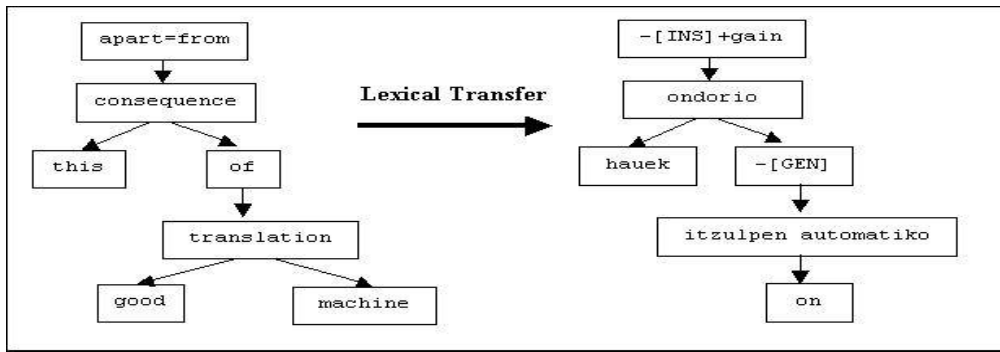 apart=from
consequence
this
of
translation
good
machine
Lexical Transfer
-[INS]+gain
ondorio
hauek
-[GEN]
itzulpen automatiko
on